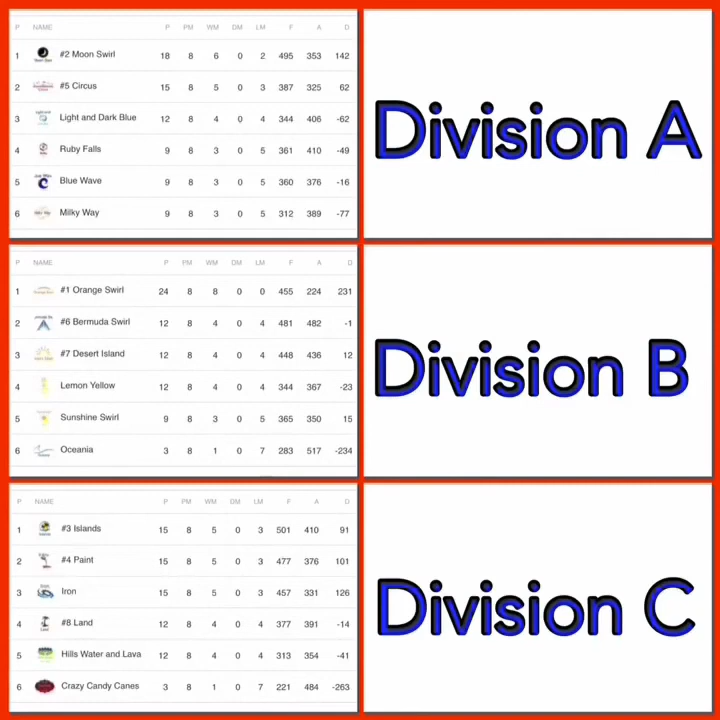 P NAME P PM WM DM LM F A D
1 #2 Moon Swirl 18 8 6 0 2 495 353 142
2 #5 Circus 15 8 5 0 3 387 325 62
3 Light and Dark Blue 12 8 4 0 4 344 406 -62
4 Ruby Falls 9 8 3 0 5 361 410 -49
5 Blue Wave 9 8 3 0 5 360 376 -16
6 Milky Way 9 8 3 0 5 312 389 -77
Division A
P NAME P PM WM DM LM F A D
1 #1 Orange Swirl 24 8 8 0 0 455 224 231
2 #6 Bermuda Swirl 12 8 4 0 4 481 482 -1
3 #7 Desert Island 12 8 4 0 4 448 436 12
4 Lemon Yellow 12 8 4 0 4 344 367 -23
5 Sunshine Swirl 9 8 3 0 5 365 350 15
6 Oceania 3 8 1 0 7 283 517 -234
Division B
P NAME P PM WM DM LM F A D
1 #3 Islands 15 8 5 0 3 501 410 91
2 #4 Paint 15 8 5 0 3 477 376 101
3 Iron 15 8 5 0 3 457 331 126
4 #8 Land 12 8 4 0 4 377 391 -14
5 Hills Water and Lava 12 8 4 0 4 313 354 -41
6 Crazy Candy Canes 3 8 1 0 7 221 484 -263
Division C